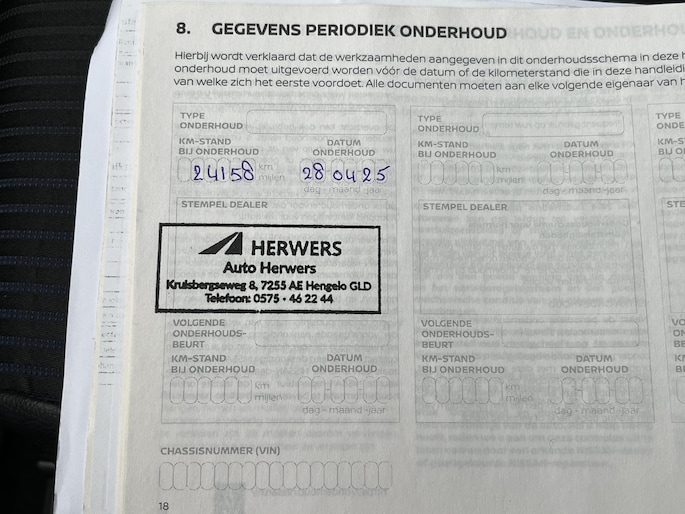 8. GEGEVENS PERIODIEK ONDERHOUD
Hierbij wordt verklaard dat de werkzaamheden aangegeven in dit onderhoudsschema in deze
onderhoud moet uitgevoerd worden vóór de datum of de kilometerstand die in deze
van welke zich het eerste voordoet. Alle documenten moeten aan elke volgende eigenaar van
TYPE
ONDERHOUD
KM-STAND
BIJ ONDERHOUD
DATUM
ONDERHOUD
24158 km
mijlen
28 04 25
dag - maand -jaar
STEMPEL DEALER
HERWERS
Auto Herwers
Kruisbergseweg 8, 7255 AE Hengelo GLD
Telefoon: 0575 - 46 22 44
VOLGENDE
ONDERHOUDS-
BEURT
KM-STAND
BIJ ONDERHOUD
DATUM
ONDERHOUD
km
mijlen
dag - maand -jaar
CHASSISNUMMER (VIN)
18
TYPE
ONDERHOUD
KM-STAND
BIJ ONDERHOUD
DATUM
ONDERHOUD
km
mijlen
dag - maand -jaar
STEMPEL DEALER
VOLGENDE
ONDERHOUDS-
BEURT
KM-STAND
BIJ ONDERHOUD
DATUM
ONDERHOUD
km
mijlen
dag - maand -jaar
TYPE